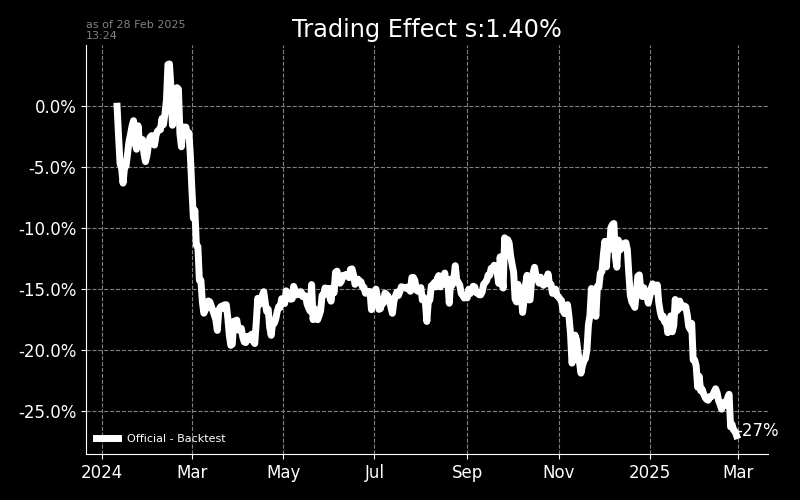 as of 28 Feb 2025
13:24
Trading Effect s:1.40%
0.0%
-5.0%
-10.0%
-15.0%
-20.0%
-25.0%
-27%
Official - Backtest
2024 Mar May Jul Sep Nov 2025 Mar